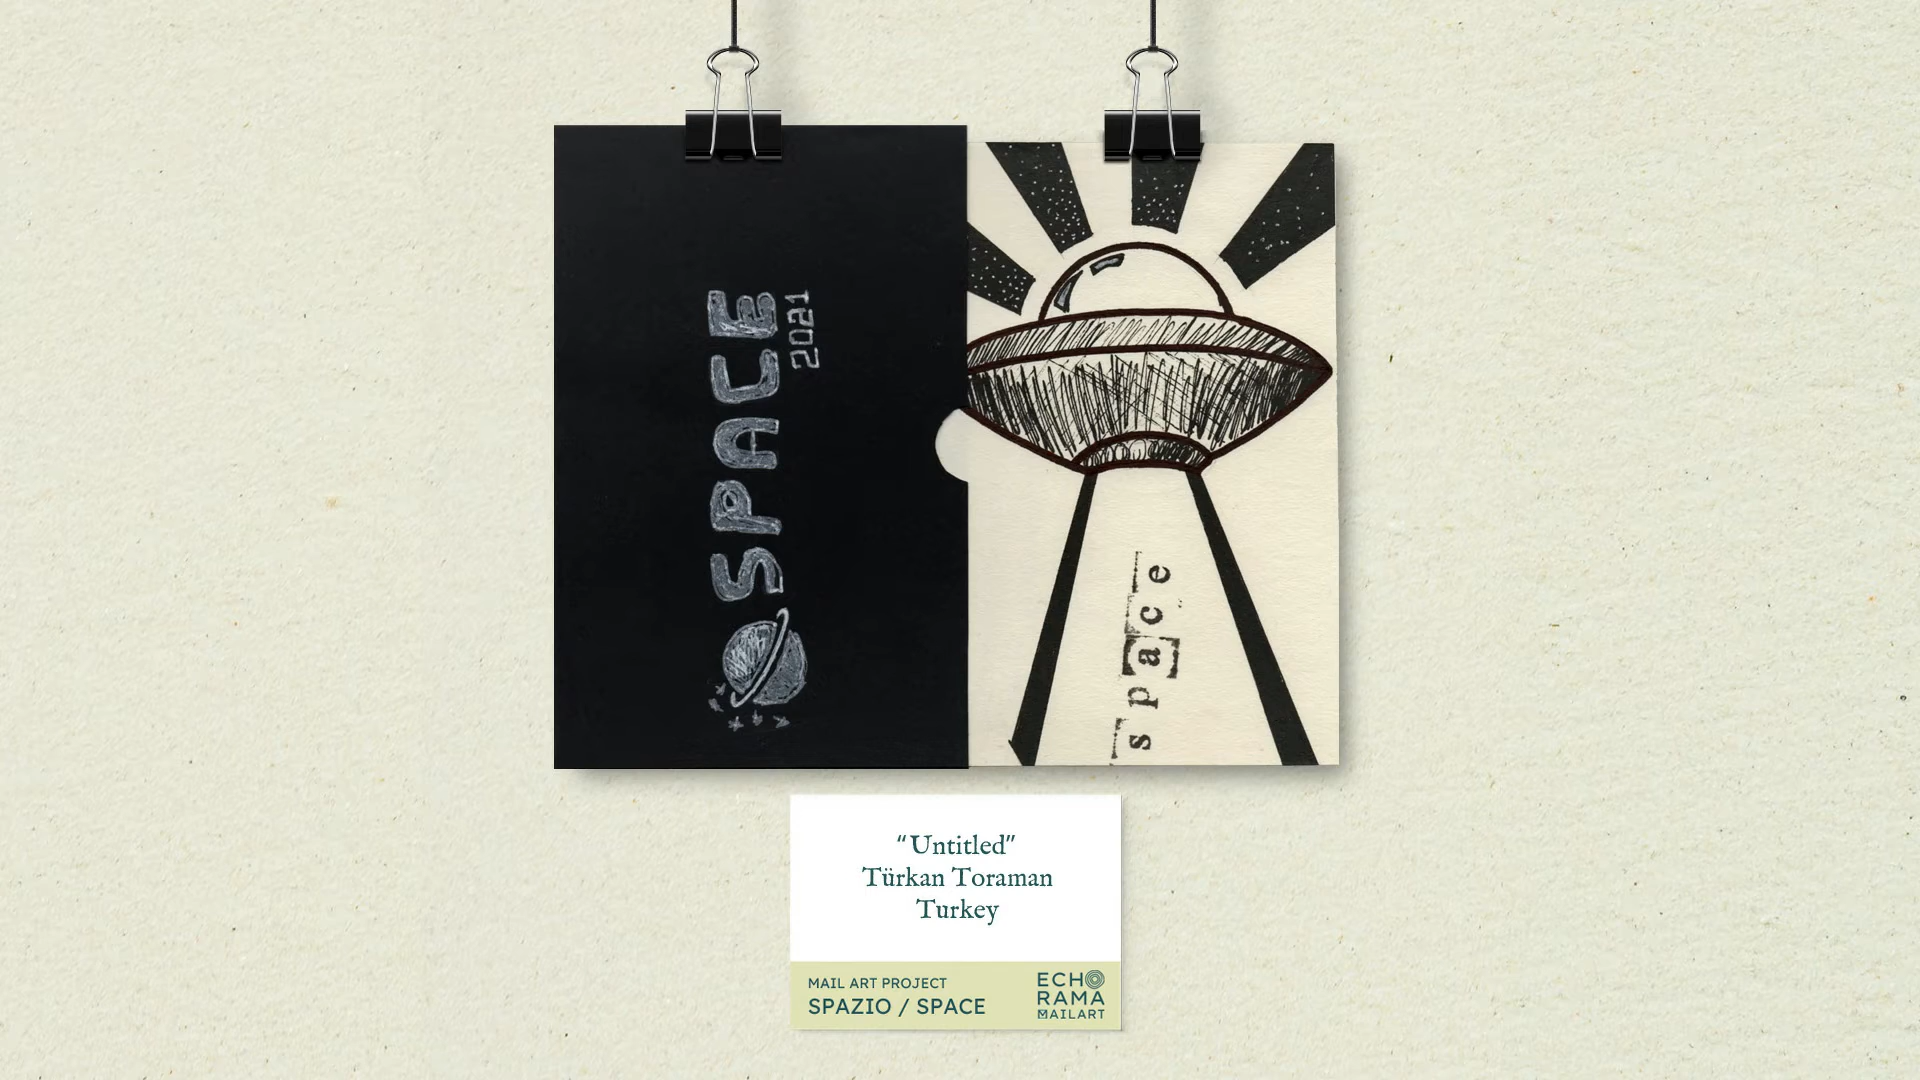 SPACE
2021
space
“Untitled”
Türkan Toraman
Turkey
MAIL ART PROJECT
SPAZIO / SPACE
ECHO
RAMA
MAILART